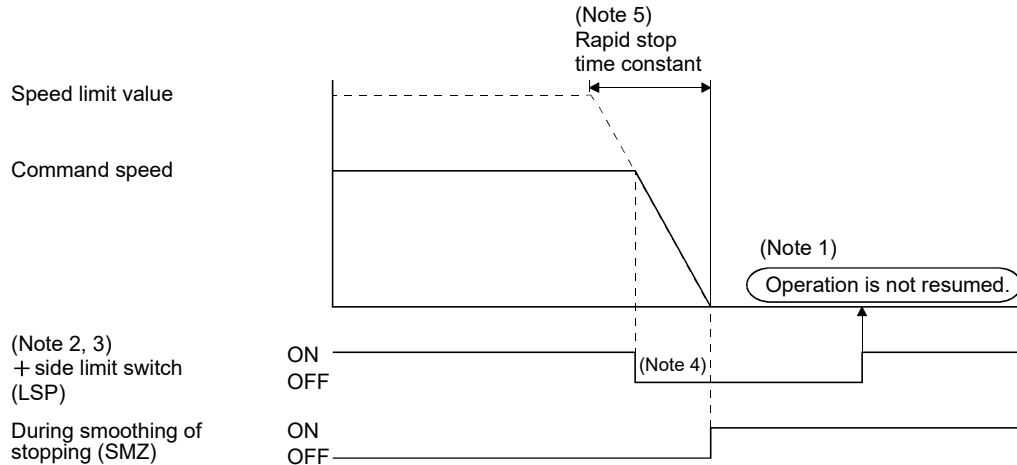 (Note 5)
Rapid stop
time constant
Speed limit value
Command speed
(Note 1)
Operation is not resumed.
(Note 2, 3)
+ side limit switch
(LSP)
ON
OFF
(Note 4)
During smoothing of
stopping (SMZ)
ON
OFF